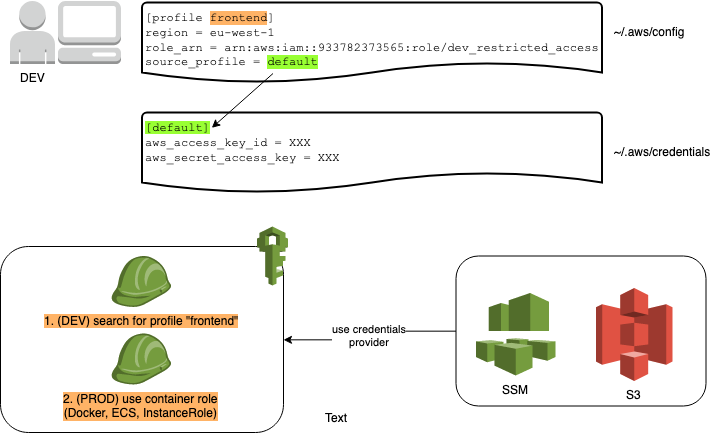 [profile frontend]
region = eu-west-1
role_arn = arn:aws:iam::933782373565:role/dev_restricted_access
source_profile = default
~/.aws/config
DEV
[default]
aws_access_key_id = XXX
aws_secret_access_key = XXX
~/.aws/credentials
1. (DEV) search for profile "frontend"
2. (PROD) use container role
(Docker, ECS, InstanceRole)
use credentials
provider
SSM
S3
Text